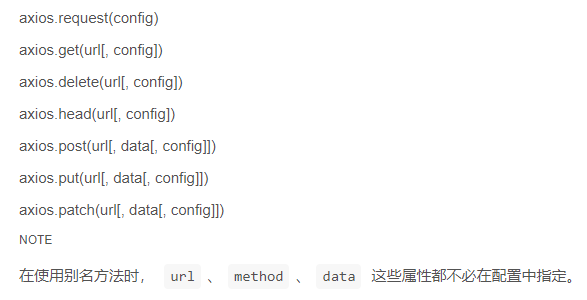 axios.request(config)
axios.get(url[, config])
axios.delete(url[, config])
axios.head(url[, config])
axios.post(url[, data[, config]])
axios.put(url[, data[, config]])
axios.patch(url[, data[, config]])
NOTE
在使用别名方法时， url 、 method 、 data 这些属性都不必在配置中指定。